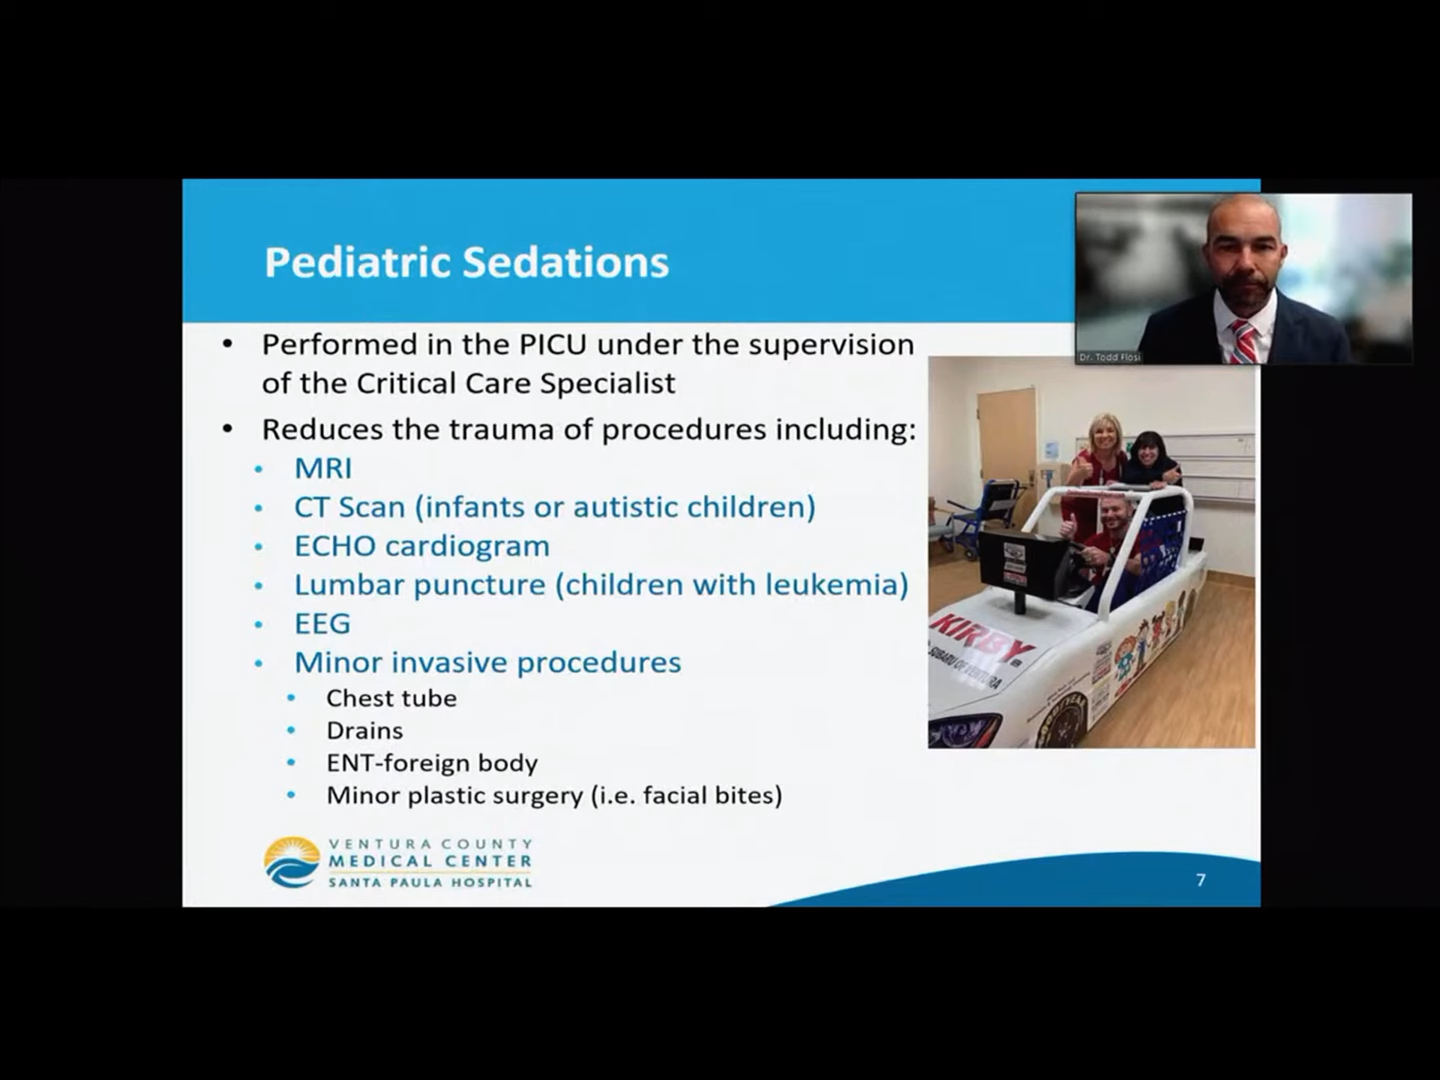 Pediatric Sedations
Dr. Todd Flosi
• Performed in the PICU under the supervision
of the Critical Care Specialist
• Reduces the trauma of procedures including:
• MRI
• CT Scan (infants or autistic children)
• ECHO cardiogram
• Lumbar puncture (children with leukemia)
• EEG
• Minor invasive procedures
• Chest tube
• Drains
• ENT-foreign body
• Minor plastic surgery (i.e. facial bites)
KIRBY
SUBARU OF VENTURA
GOODYEAR
VENTURA COUNTY
MEDICAL CENTER
SANTA PAULA HOSPITAL
7